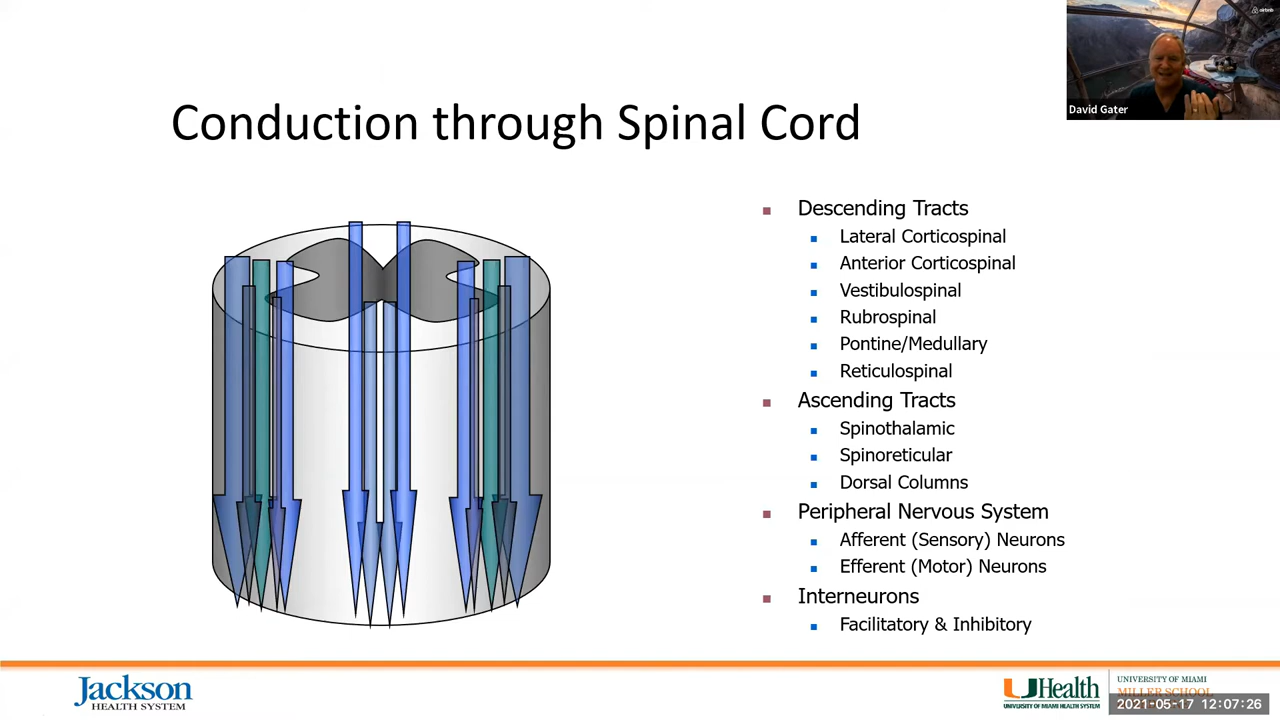 airbnb
David Gater
Conduction through Spinal Cord
Descending Tracts
Lateral Corticospinal
Anterior Corticospinal
Vestibulospinal
Rubrospinal
Pontine/Medullary
Reticulospinal
Ascending Tracts
Spinothalamic
Spinoreticular
Dorsal Columns
Peripheral Nervous System
Afferent (Sensory) Neurons
Efferent (Motor) Neurons
Interneurons
Facilitatory & Inhibitory
Jackson
HEALTH SYSTEM
UHealth
UNIVERSITY OF MIAMI HEALTH SYSTEM
UNIVERSITY OF MIAMI
MILLER SCHOOL
2021-05-17 12:07:26